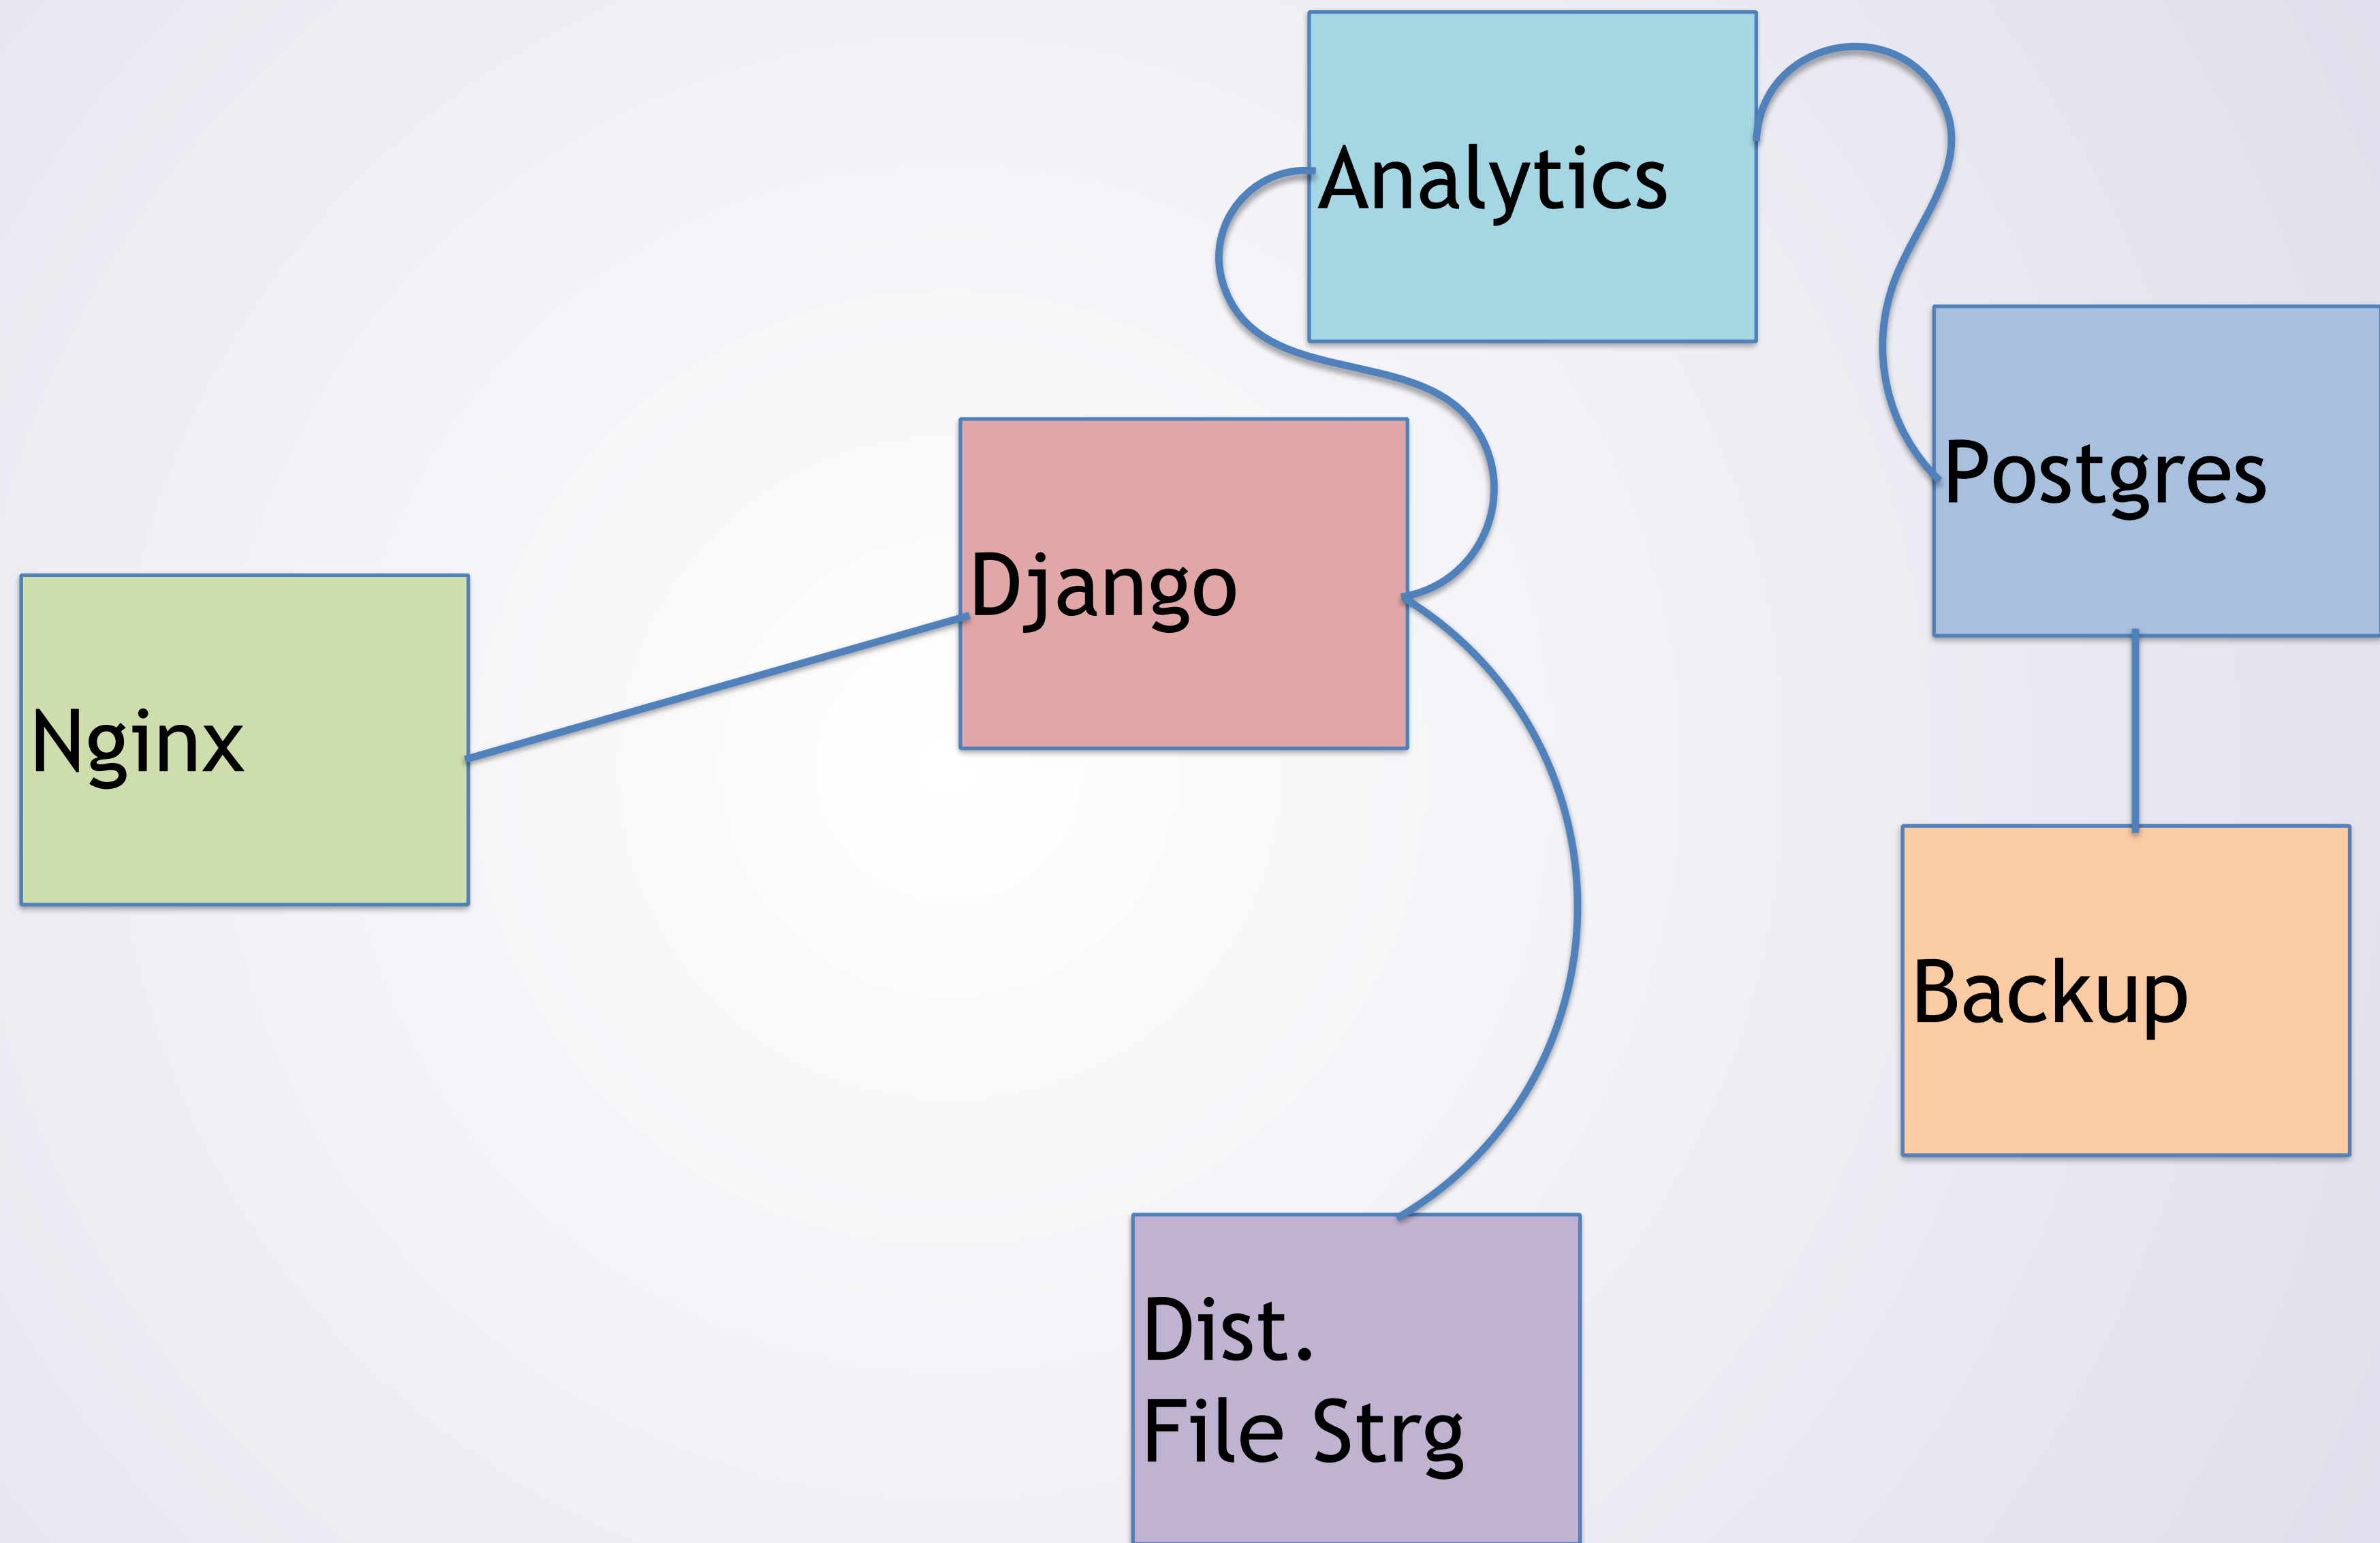 Analytics
Postgres
Django
Nginx
Backup
Dist.
File Strg